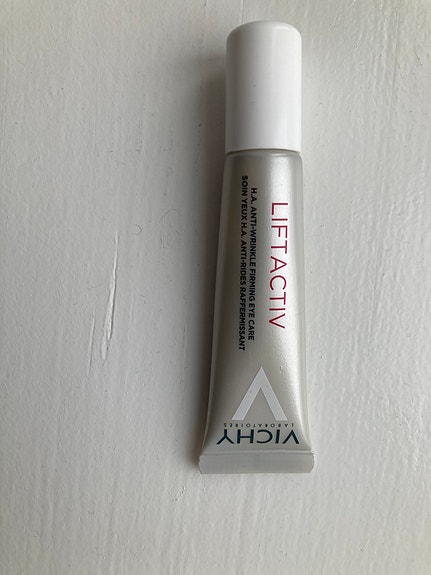 VICHY
LABORATOIRES
LIFTACTIV
H.A. ANTI-WRINKLE FIRMING EYE CARE
SOIN YEUX H.A. ANTI-RIDES RAFFERMISSANT